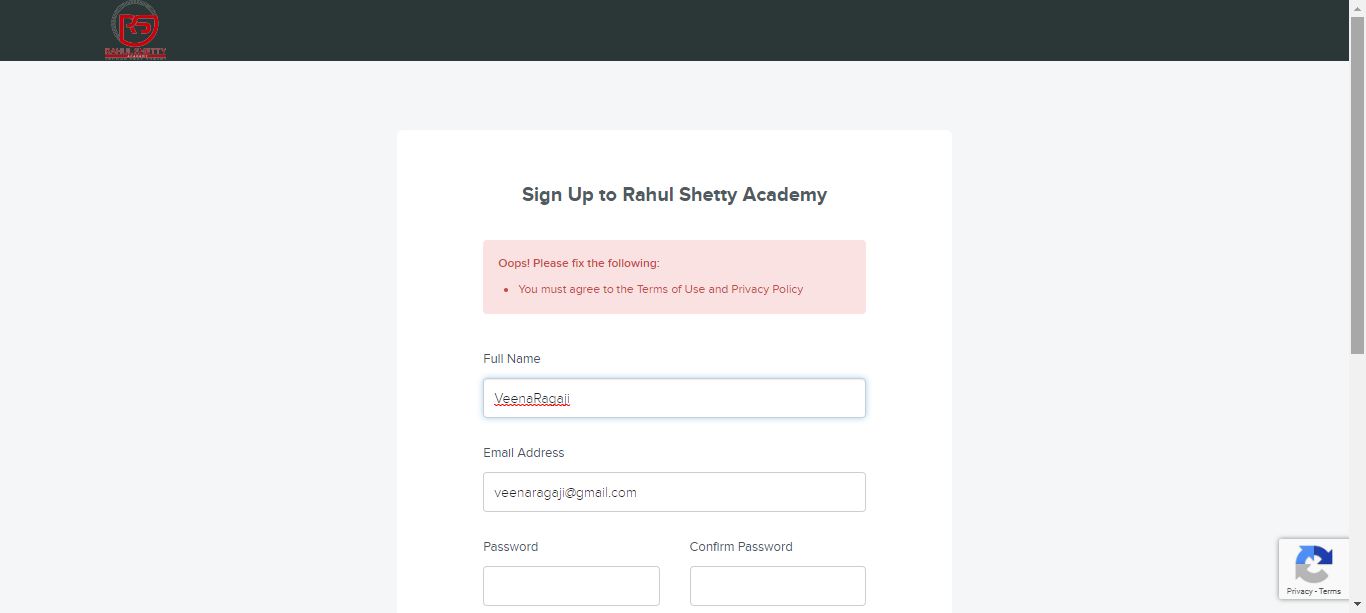 RAHUL SHETTY
Sign Up to Rahul Shetty Academy
Oops! Please fix the following:
You must agree to the Terms of Use and Privacy Policy
Full Name
VeenaRagaji
Email Address
veenaragaji@gmail.com
Password Confirm Password
Privacy - Terms